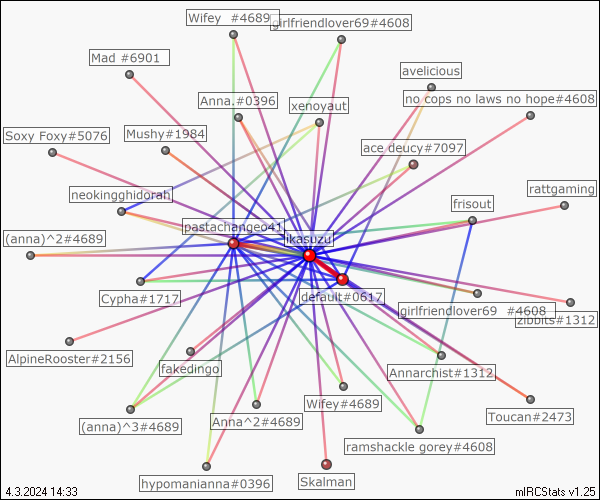 Wifey  #4689
girlfriendlover69#4608
Mad #6901
avelicious
Anna.#0396
xenoyaut
no cops no laws no hope#4608
Soxy Foxy#5076
Mushy#1984
ace deucy#7097
neokingghidorah
rattgaming
frisout
pastachangeo41
(anna)^2#4689
ikasuzu
Cypha#1717
default#0617
girlfriendlover69  #4608
zibbits#1312
AlpineRooster#2156
fakedingo
Annarchist#1312
(anna)^3#4689
Anna^2#4689
Wifey#4689
Toucan#2473
ramshackle gorey#4608
hypomanianna#0396
Skalman
4.3.2024 14:33
mIRCStats v1.25